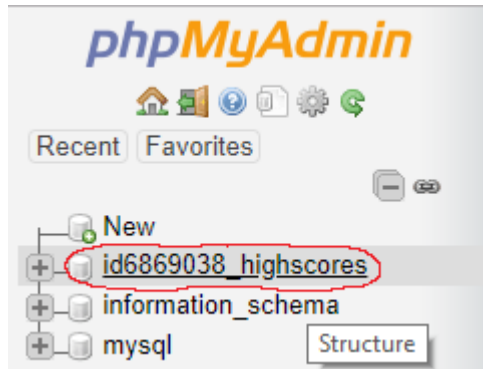 phpMyAdmin
Recent Favorites
New
id6869038_highscores
information_schema
mysql
Structure